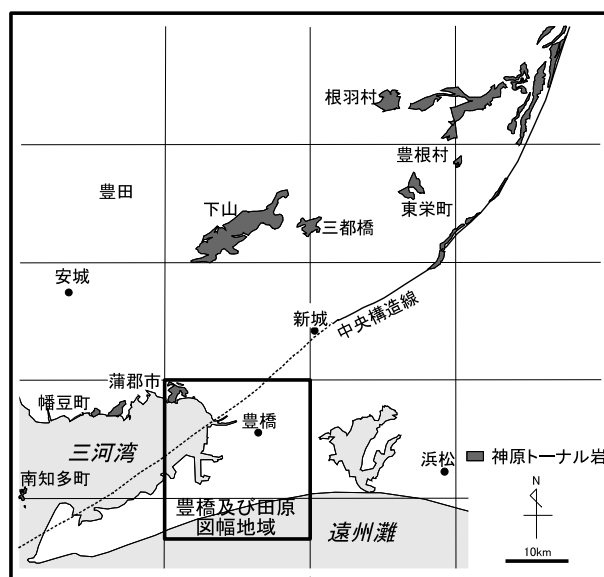 根羽村
豊根村
豊田
下山
東栄町
三都橋
安城
新城
中央構造線
蒲郡市
幡豆町
豊橋
三河湾
浜松
神原トーナル岩
南知多町
N
豊橋及び田原
図幅地域
遠州灘
10km